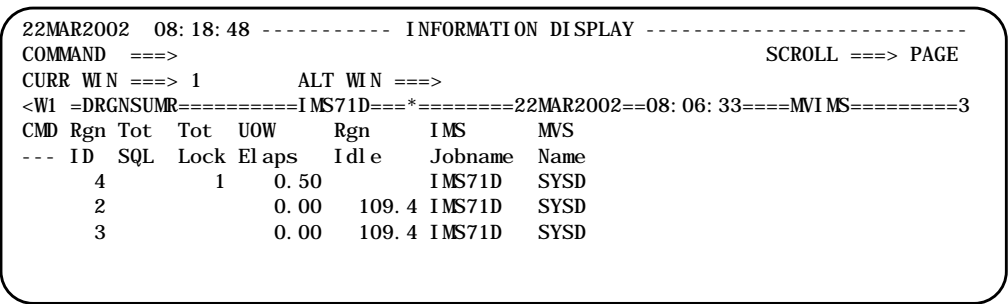 22MAR2002  08:18:48 ----------- INFORMATION DISPLAY ---------------------------
COMMAND  ===>                                                 SCROLL ===> PAGE
CURR WIN ===> 1        ALT WIN ===>
<W1 =DRGNSUMR==========IMS71D===*========22MAR2002==08:06:33====MVIMS=========3
CMD Rgn Tot  Tot  UOW     Rgn     IMS      MVS
--- ID  SQL  Lock Elaps   Idle    Jobname  Name
      4         1    0.50           IMS71D   SYSD
      2              0.00   109.4 IMS71D   SYSD
      3              0.00   109.4 IMS71D   SYSD